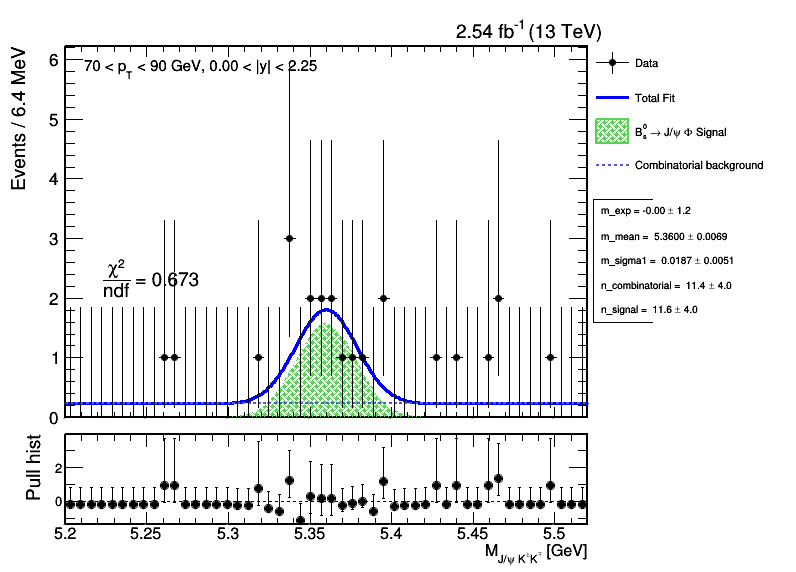 2.54 fb⁻¹ (13 TeV)
Events / 6.4 MeV
70 < p_T < 90 GeV, 0.00 < |y| < 2.25
6
5
4
3
2
1
0
χ²/ndf = 0.673
Data
Total Fit
B⁰_s → J/ψ Φ Signal
Combinatorial background
m_exp = -0.00 ± 1.2
m_mean = 5.3600 ± 0.0069
m_sigma1 = 0.0187 ± 0.0051
n_combinatorial = 11.4 ± 4.0
n_signal = 11.6 ± 4.0
Pull hist
2
0
5.2 5.25 5.3 5.35 5.4 5.45 5.5
M_{J/ψ K^± K^∓} [GeV]